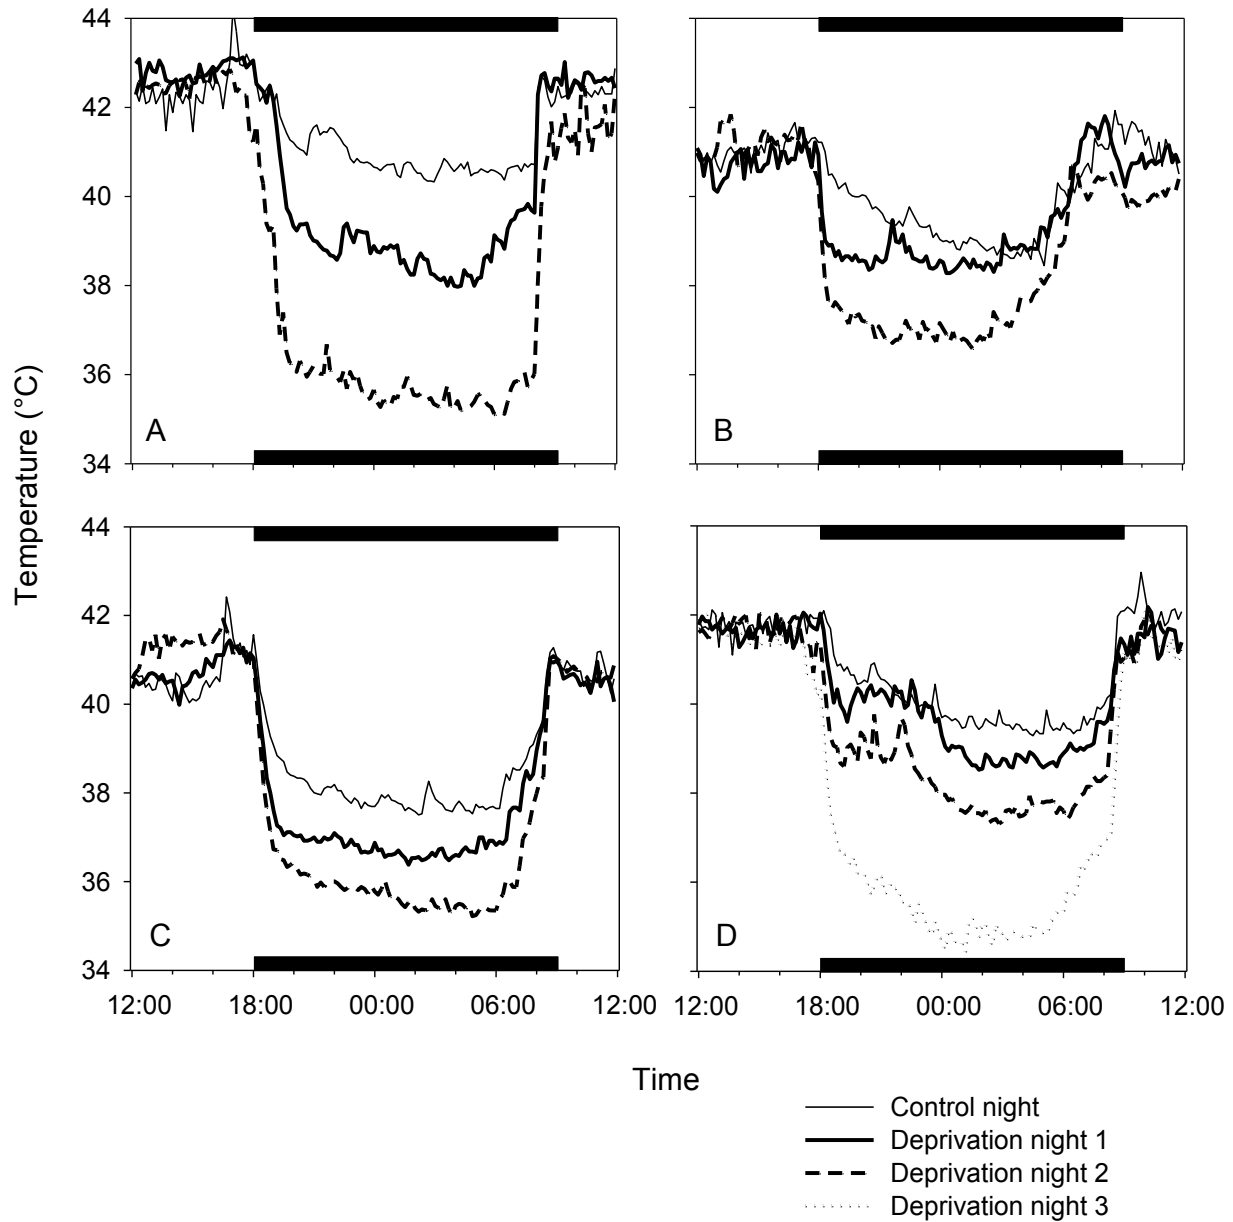 44
42
40
38
36
34
A
B
Temperature (°C)
44
42
40
38
36
34
C
D
12:00 18:00 00:00 06:00 12:00 18:00 00:00 06:00 12:00
Time
Control night
Deprivation night 1
Deprivation night 2
Deprivation night 3